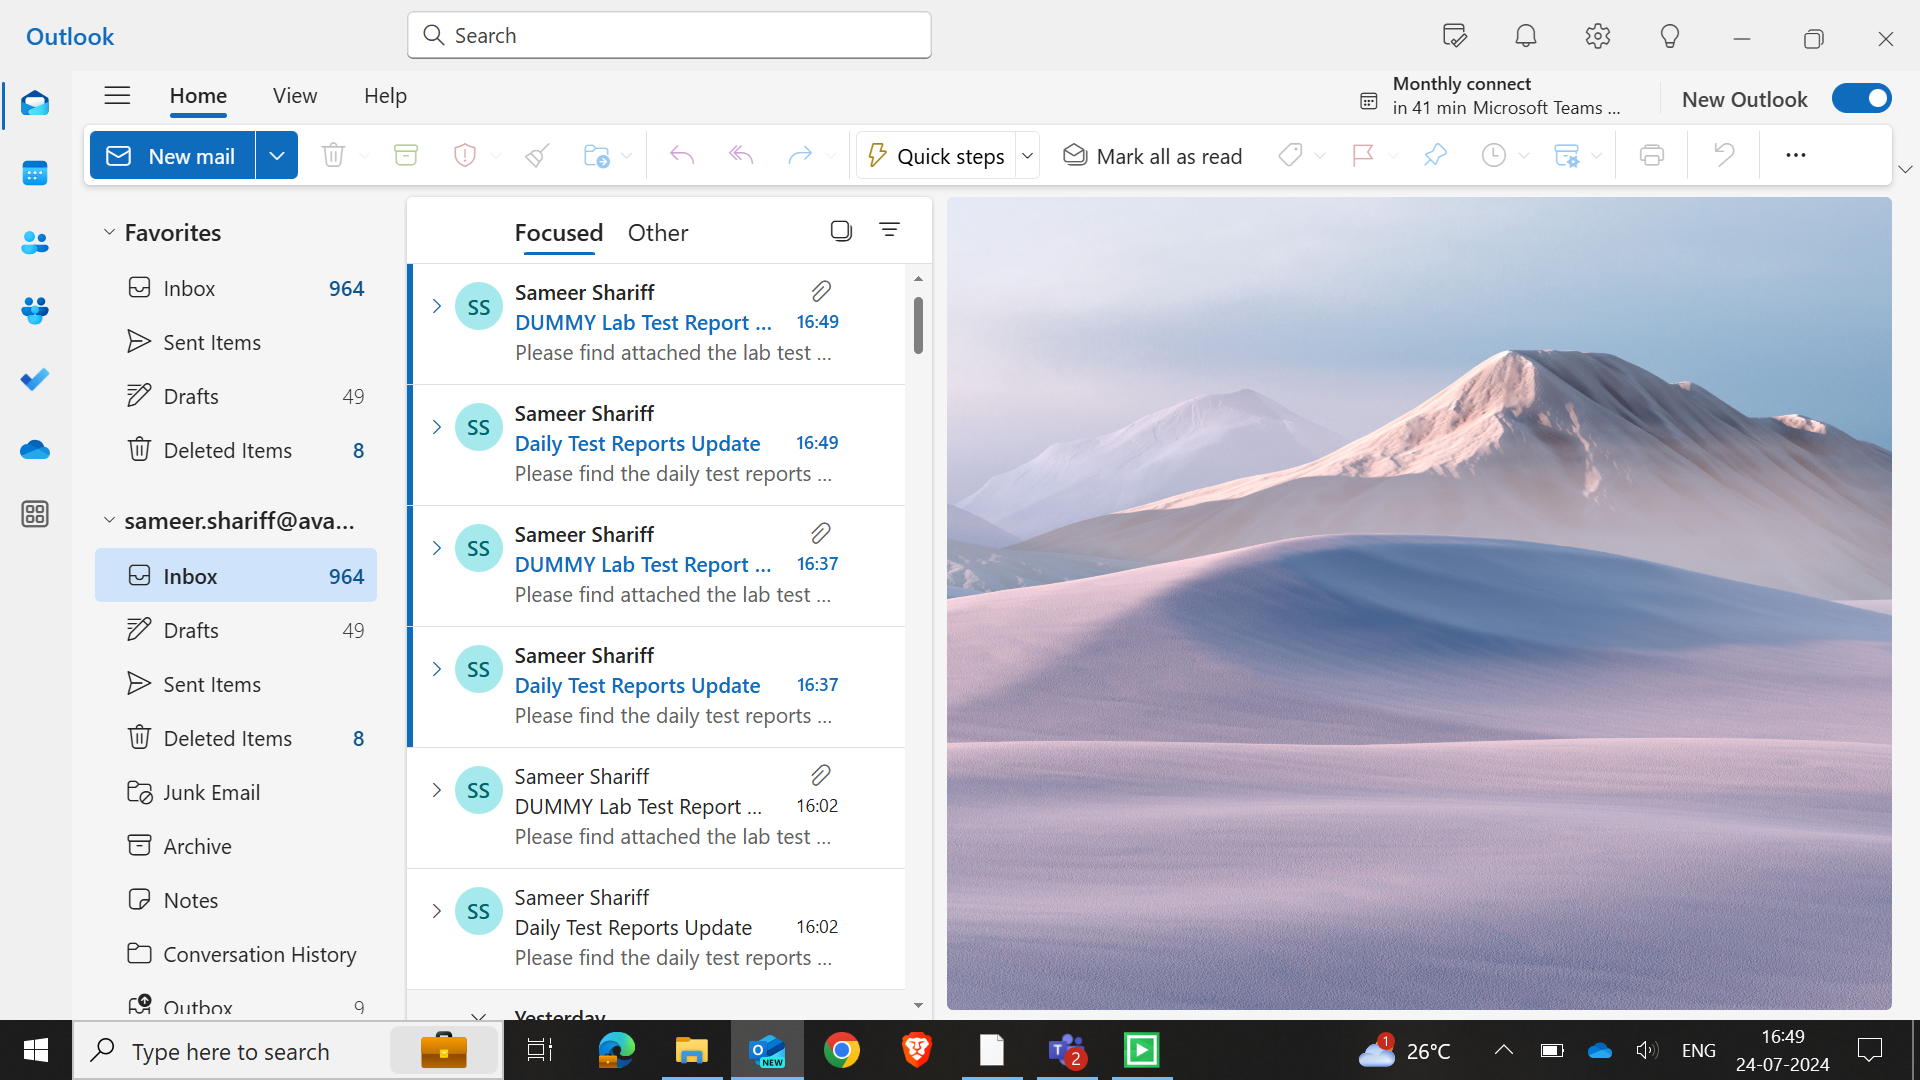 Outlook
Search
Home View Help
Monthly connect
in 41 min Microsoft Teams ...
New Outlook
New mail
Quick steps
Mark all as read
Favorites
Inbox 964
Sent Items
Drafts 49
Deleted Items 8
sameer.shariff@ava...
Inbox 964
Drafts 49
Sent Items
Deleted Items 8
Junk Email
Archive
Notes
Conversation History
Outbox 9
Focused Other
SS
Sameer Shariff
DUMMY Lab Test Report ... 16:49
Please find attached the lab test ...
SS
Sameer Shariff
Daily Test Reports Update 16:49
Please find the daily test reports ...
SS
Sameer Shariff
DUMMY Lab Test Report ... 16:37
Please find attached the lab test ...
SS
Sameer Shariff
Daily Test Reports Update 16:37
Please find the daily test reports ...
SS
Sameer Shariff
DUMMY Lab Test Report ... 16:02
Please find attached the lab test ...
SS
Sameer Shariff
Daily Test Reports Update 16:02
Please find the daily test reports ...
Yesterday
Type here to search
O
NEW
T
2
1
26°C
ENG
16:49
24-07-2024